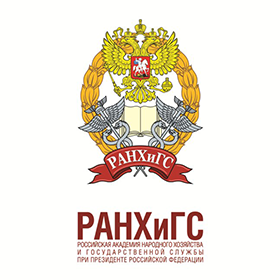 РАНХиГС
РАНХиГС
РОССИЙСКАЯ АКАДЕМИЯ НАРОДНОГО ХОЗЯЙСТВА
И ГОСУДАРСТВЕННОЙ СЛУЖБЫ
ПРИ ПРЕЗИДЕНТЕ РОССИЙСКОЙ ФЕДЕРАЦИИ